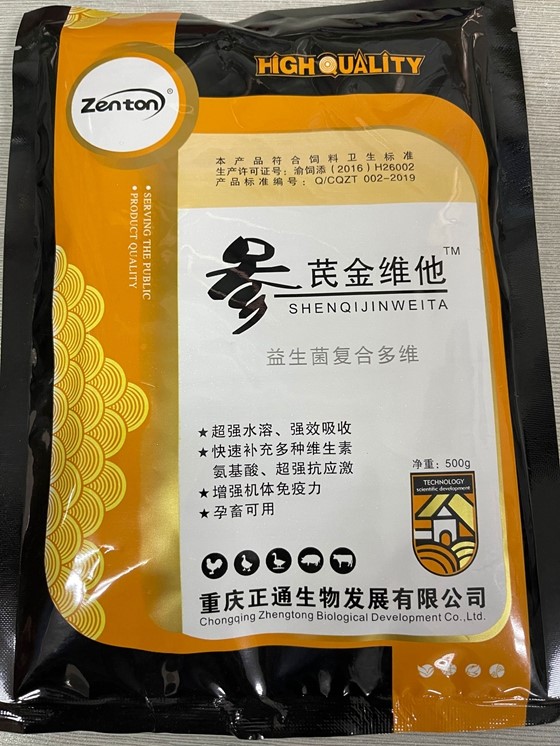 HIGH QUALITY
Zenton®
本产品符合饲料卫生标准
生产许可证号：渝饲添（2016）H26002
产品标准编号：Q/CQZT 002-2019
● SERVING THE PUBLIC
● PRODUCT QUALITY
参芪金维他™
SHENQIJINWEITA
益生菌复合多维
★超强水溶、强效吸收
★快速补充多种维生素
氨基酸、超强抗应激
★增强机体免疫力
★孕畜可用
净重：500g
TECHNOLOGY
scientific development
重庆正通生物发展有限公司
Chongqing Zhengtong Biological Development Co.,Ltd.